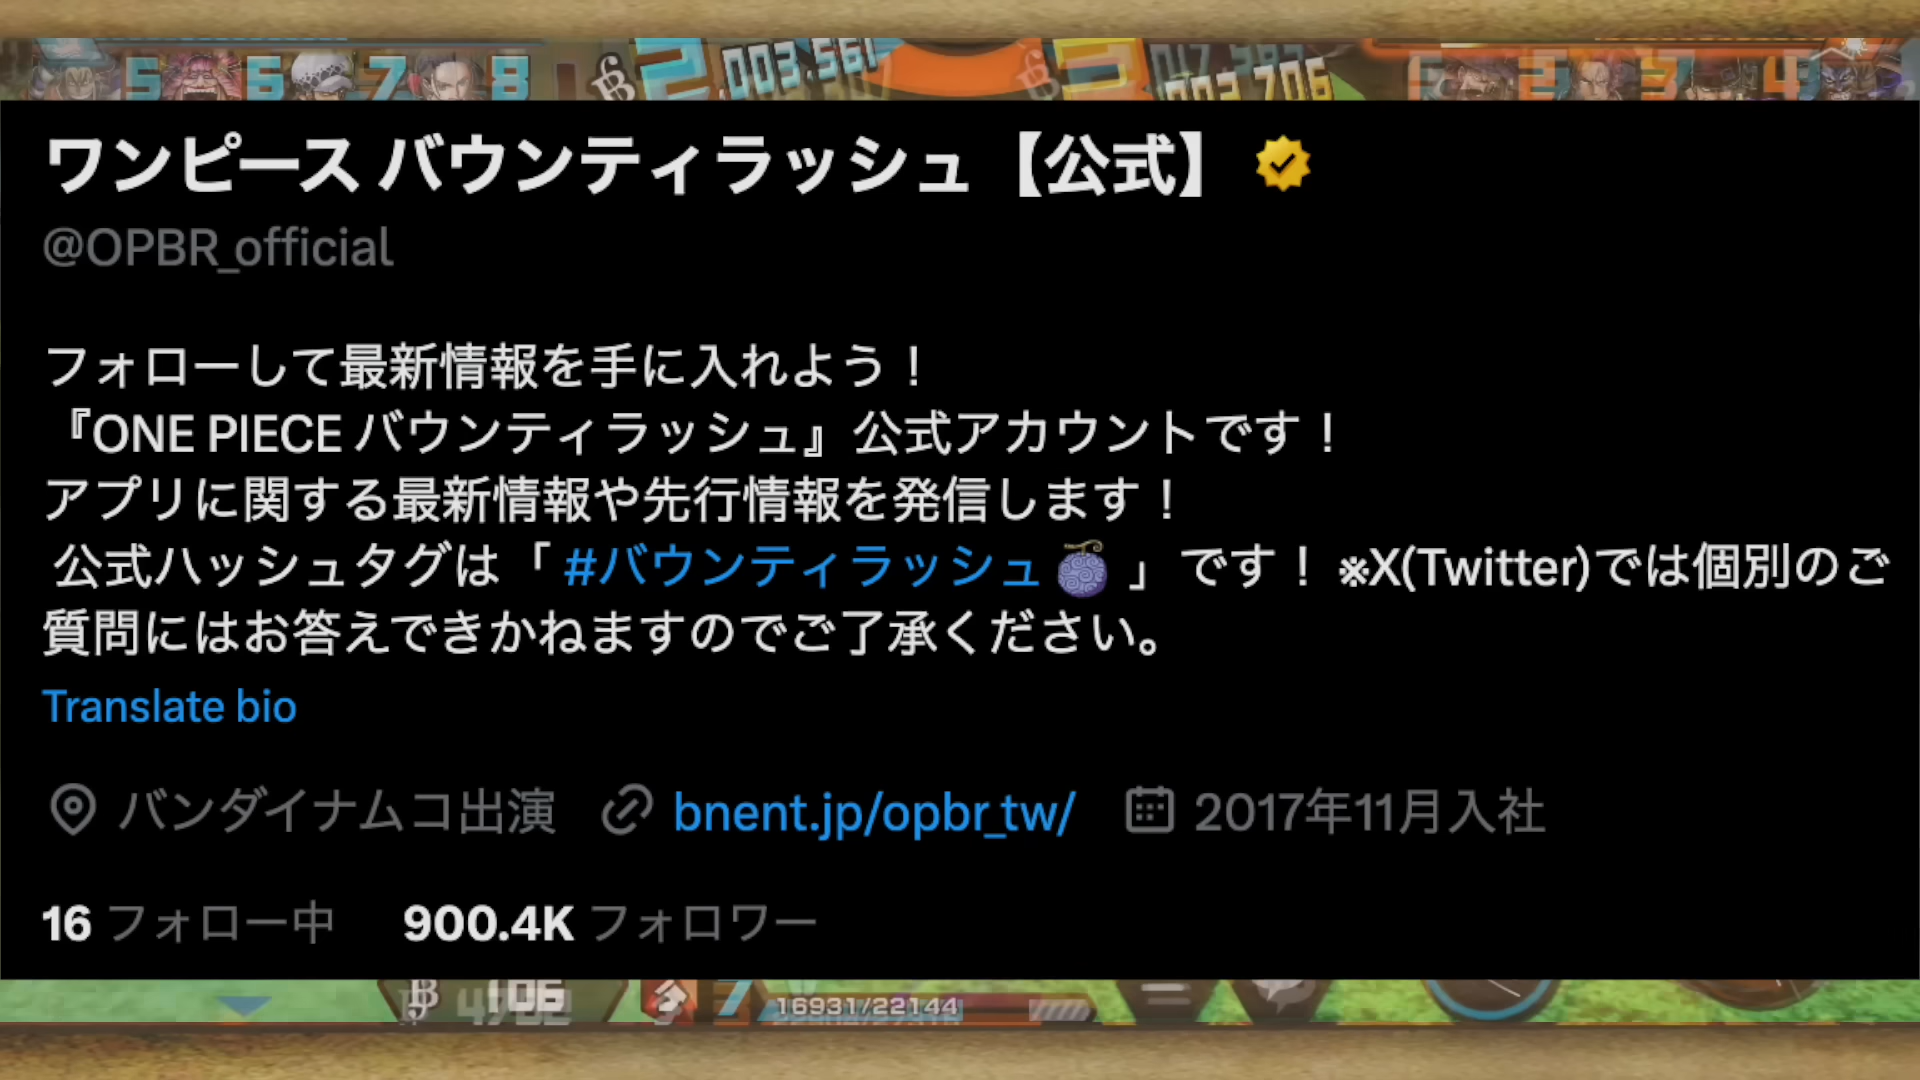 5 6 7 8
1 2 3 4
ワンピース バウンティラッシュ【公式】
@OPBR_official
フォローして最新情報を手に入れよう！
『ONE PIECE バウンティラッシュ』公式アカウントです！
アプリに関する最新情報や先行情報を発信します！
公式ハッシュタグは「 #バウンティラッシュ 」 です！ ※X(Twitter)では個別のご
質問にはお答えできかねますのでご了承ください。
Translate bio
バンダイナムコ出演 bnent.jp/opbr_tw/ 2017年11月入社
16 フォロー中 900.4K フォロワー
16931/22144